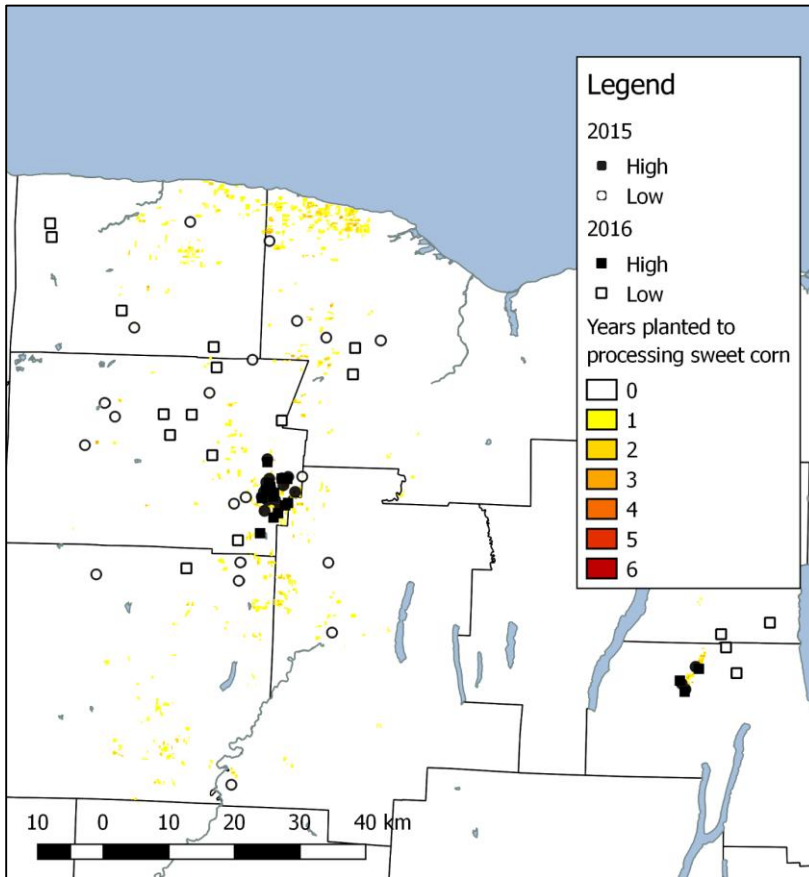 Legend
2015
High
Low
2016
High
Low
Years planted to
processing sweet corn
0
1
2
3
4
5
6
10 0 10 20 30 40 km